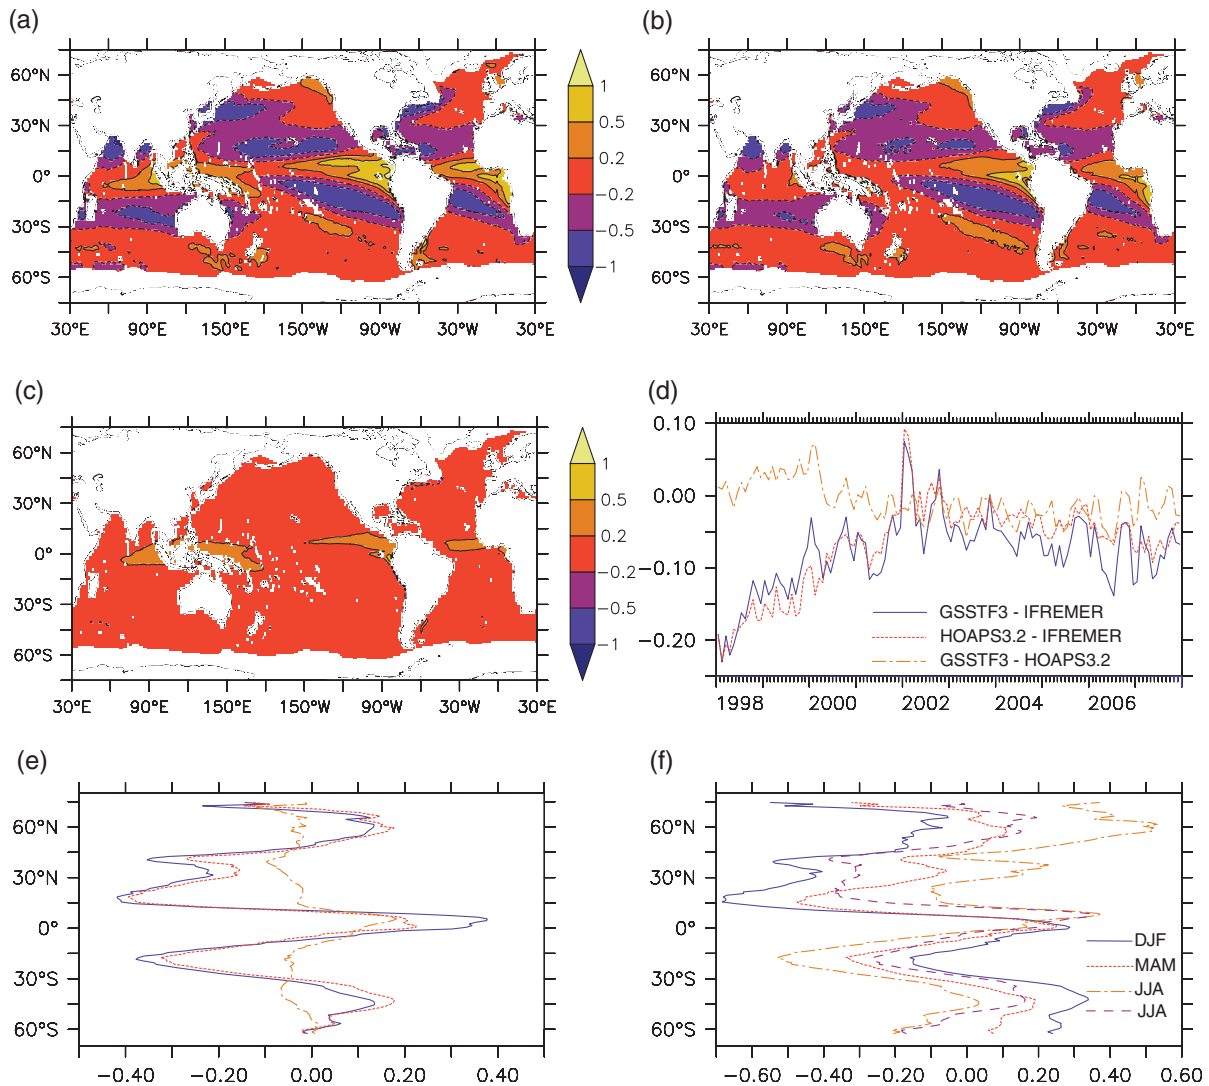 (a)
60°N
30°N
0°
30°S
60°S
30°E 90°E 150°E 150°W 90°W 30°W 30°E
1
0.5
0.2
−0.2
−0.5
−1
(b)
60°N
30°N
0°
30°S
60°S
30°E 90°E 150°E 150°W 90°W 30°W 30°E
(c)
60°N
30°N
0°
30°S
60°S
30°E 90°E 150°E 150°W 90°W 30°W 30°E
1
0.5
0.2
−0.2
−0.5
−1
(d)
0.10
0.00
−0.10
−0.20
GSSTF3 - IFREMER
HOAPS3.2 - IFREMER
GSSTF3 - HOAPS3.2
1998 2000 2002 2004 2006
(e)
60°N
30°N
0°
30°S
60°S
−0.40 −0.20 0.00 0.20 0.40
(f)
60°N
30°N
0°
30°S
60°S
DJF
MAM
JJA
JJA
−0.60 −0.40 −0.20 0.00 0.20 0.40 0.60